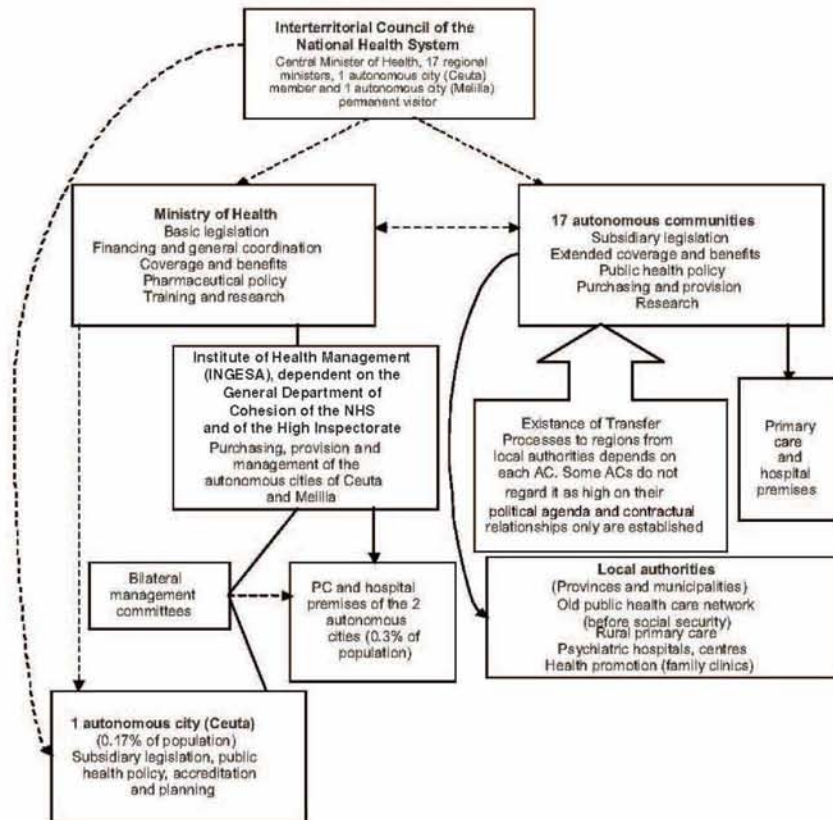 Interterritorial Council of the
National Health System
Central Minister of Health, 17 regional
ministers, 1 autonomous city (Ceuta)
member and 1 autonomous city (Melilla)
permanent visitor
Ministry of Health
Basic legislation
Financing and general coordination
Coverage and benefits
Pharmaceutical policy
Training and research
17 autonomous communities
Subsidiary legislation
Extended coverage and benefits
Public health policy
Purchasing and provision
Research
Institute of Health Management
(INGESA), dependent on the
General Department of
Cohesion of the NHS
and of the High Inspectorate
Purchasing, provision and
management of the
autonomous cities of Ceuta
and Melilla
Existence of Transfer
Processes to regions from
local authorities depends on
each AC. Some ACs do not
regard it as high on their
political agenda and contractual
relationships only are established
Primary
care
and
hospital
premises
Bilateral
management
committees
PC and hospital
premises of the 2
autonomous
cities (0.3% of
population)
Local authorities
(Provinces and municipalities)
Old public health care network
(before social security)
Rural primary care
Psychiatric hospitals, centres
Health promotion (family clinics)
1 autonomous city (Ceuta)
(0.17% of population)
Subsidiary legislation, public
health policy, accreditation
and planning